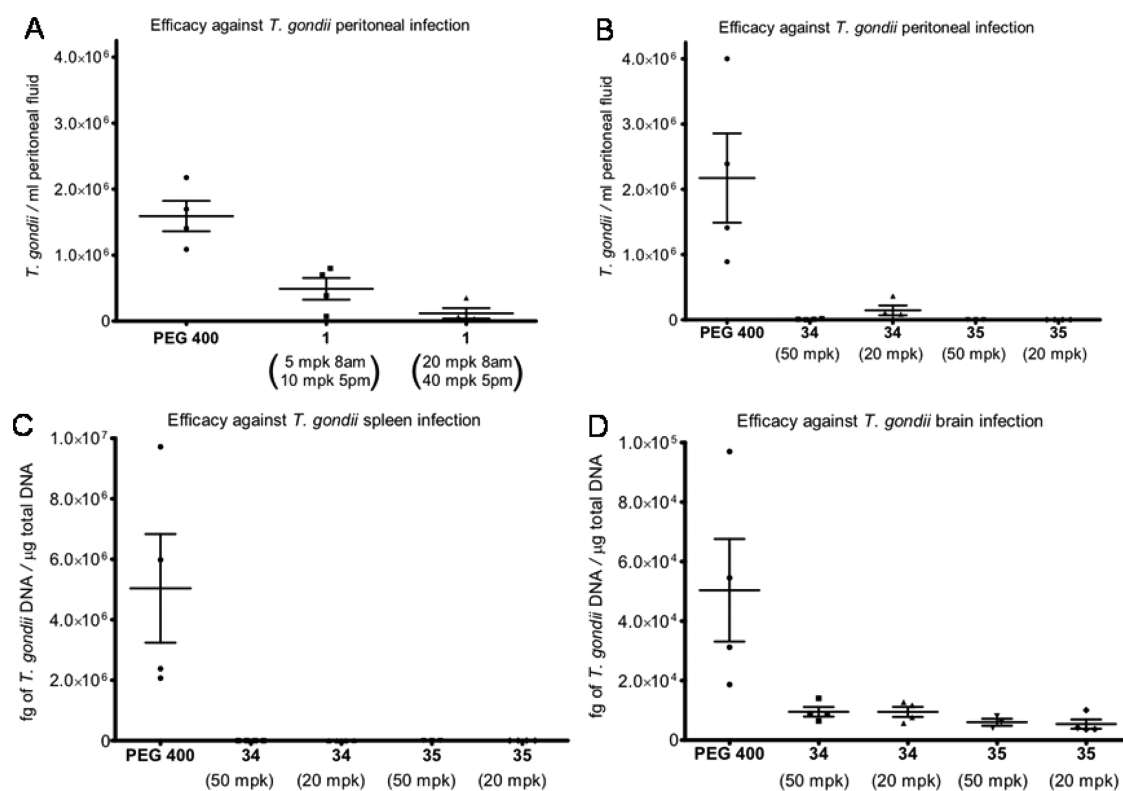 A
Efficacy against T. gondii peritoneal infection
T. gondii / ml peritoneal fluid
4.0×10⁶
3.0×10⁶
2.0×10⁶
1.0×10⁶
0
PEG 400
1
(5 mpk 8am
10 mpk 5pm)
1
(20 mpk 8am
40 mpk 5pm)
B
Efficacy against T. gondii peritoneal infection
T. gondii / ml peritoneal fluid
4.0×10⁶
3.0×10⁶
2.0×10⁶
1.0×10⁶
0
PEG 400
34
(50 mpk)
34
(20 mpk)
35
(50 mpk)
35
(20 mpk)
C
Efficacy against T. gondii spleen infection
fg of T. gondii DNA / µg total DNA
1.0×10⁷
8.0×10⁶
6.0×10⁶
4.0×10⁶
2.0×10⁶
0
PEG 400
34
(50 mpk)
34
(20 mpk)
35
(50 mpk)
35
(20 mpk)
D
Efficacy against T. gondii brain infection
fg of T. gondii DNA / µg total DNA
1.0×10⁵
8.0×10⁴
6.0×10⁴
4.0×10⁴
2.0×10⁴
0
PEG 400
34
(50 mpk)
34
(20 mpk)
35
(50 mpk)
35
(20 mpk)